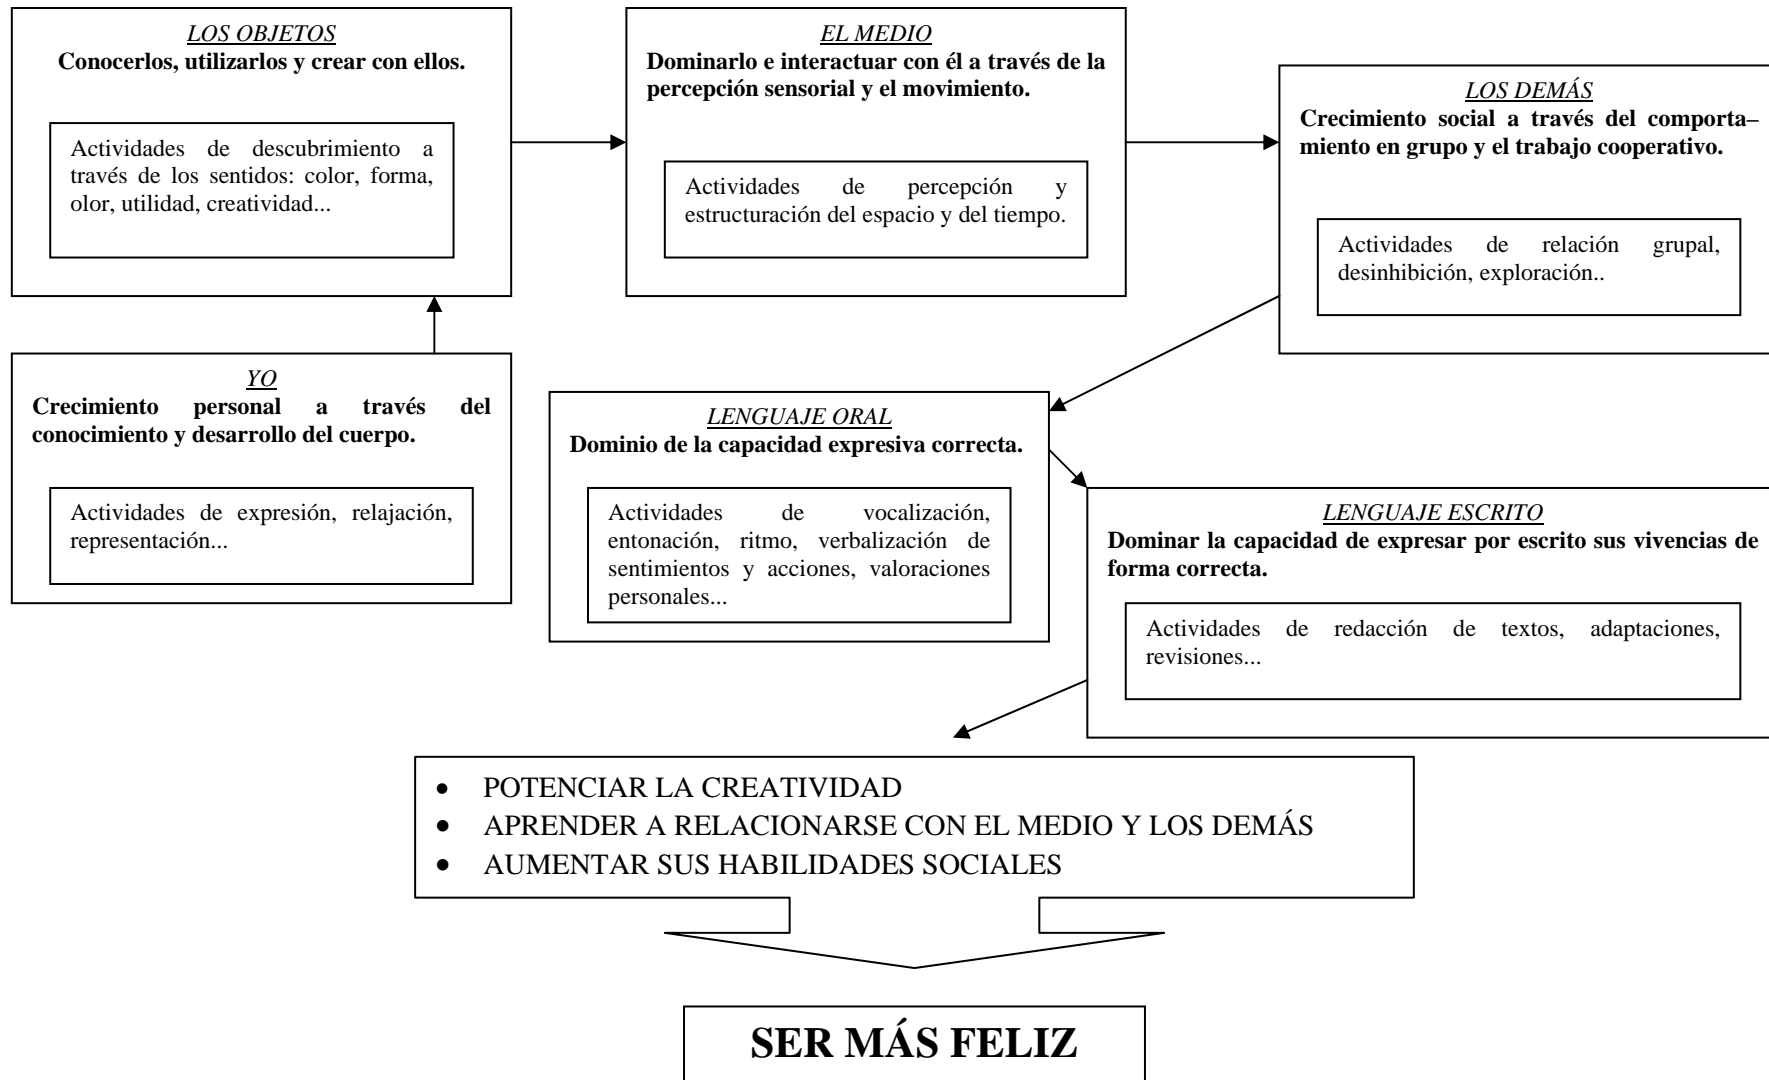 LOS OBJETOS
Conocerlos, utilizarlos y crear con ellos.
Actividades de descubrimiento a
través de los sentidos: color, forma,
olor, utilidad, creatividad...
EL MEDIO
Dominarlo e interactuar con él a través de la
percepción sensorial y el movimiento.
Actividades de percepción y
estructuración del espacio y del tiempo.
LOS DEMÁS
Crecimiento social a través del comporta–
miento en grupo y el trabajo cooperativo.
Actividades de relación grupal,
desinhibición, exploración..
YO
Crecimiento personal a través del
conocimiento y desarrollo del cuerpo.
Actividades de expresión, relajación,
representación...
LENGUAJE ORAL
Dominio de la capacidad expresiva correcta.
Actividades de vocalización,
entonación, ritmo, verbalización de
sentimientos y acciones, valoraciones
personales...
LENGUAJE ESCRITO
Dominar la capacidad de expresar por escrito sus vivencias de
forma correcta.
Actividades de redacción de textos, adaptaciones,
revisiones...
• POTENCIAR LA CREATIVIDAD
• APRENDER A RELACIONARSE CON EL MEDIO Y LOS DEMÁS
• AUMENTAR SUS HABILIDADES SOCIALES
SER MÁS FELIZ